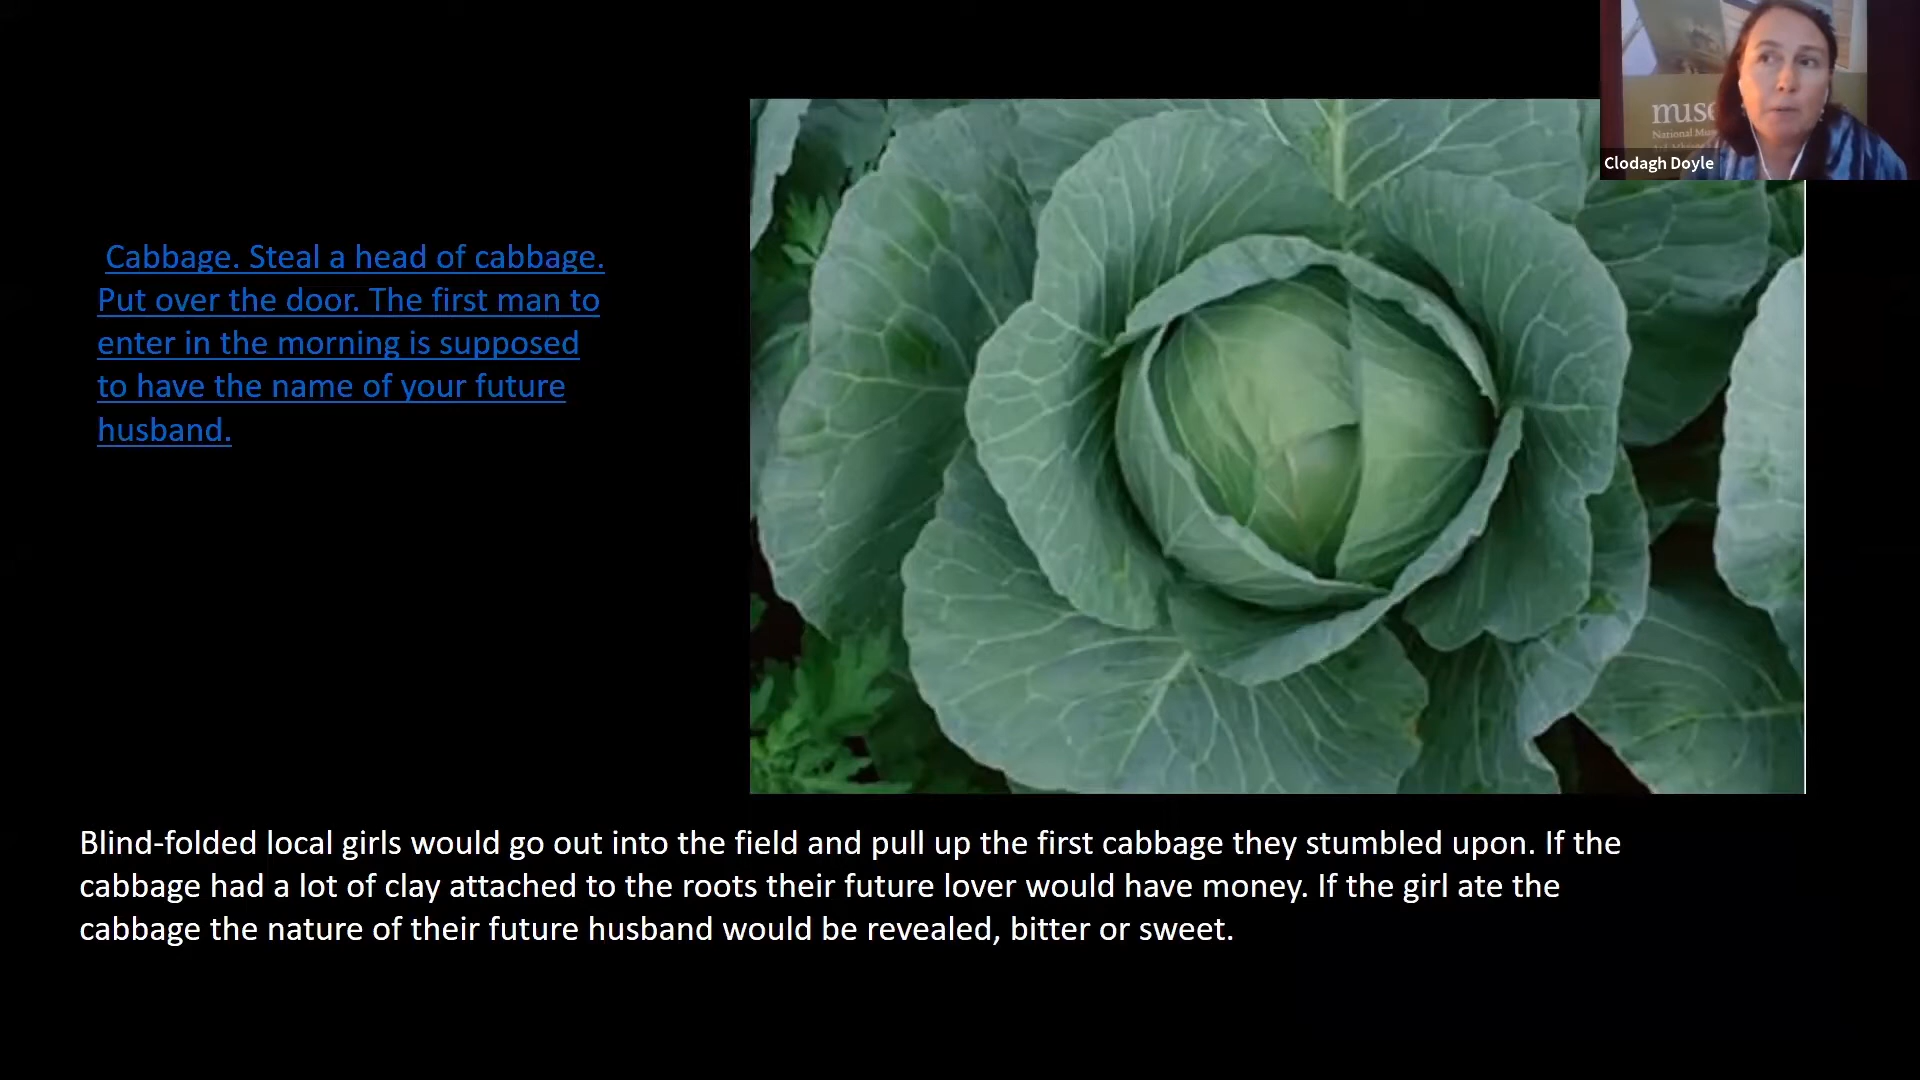 Cabbage. Steal a head of cabbage.
Put over the door. The first man to
enter in the morning is supposed
to have the name of your future
husband.
Clodagh Doyle
Blind-folded local girls would go out into the field and pull up the first cabbage they stumbled upon. If the
cabbage had a lot of clay attached to the roots their future lover would have money. If the girl ate the
cabbage the nature of their future husband would be revealed, bitter or sweet.